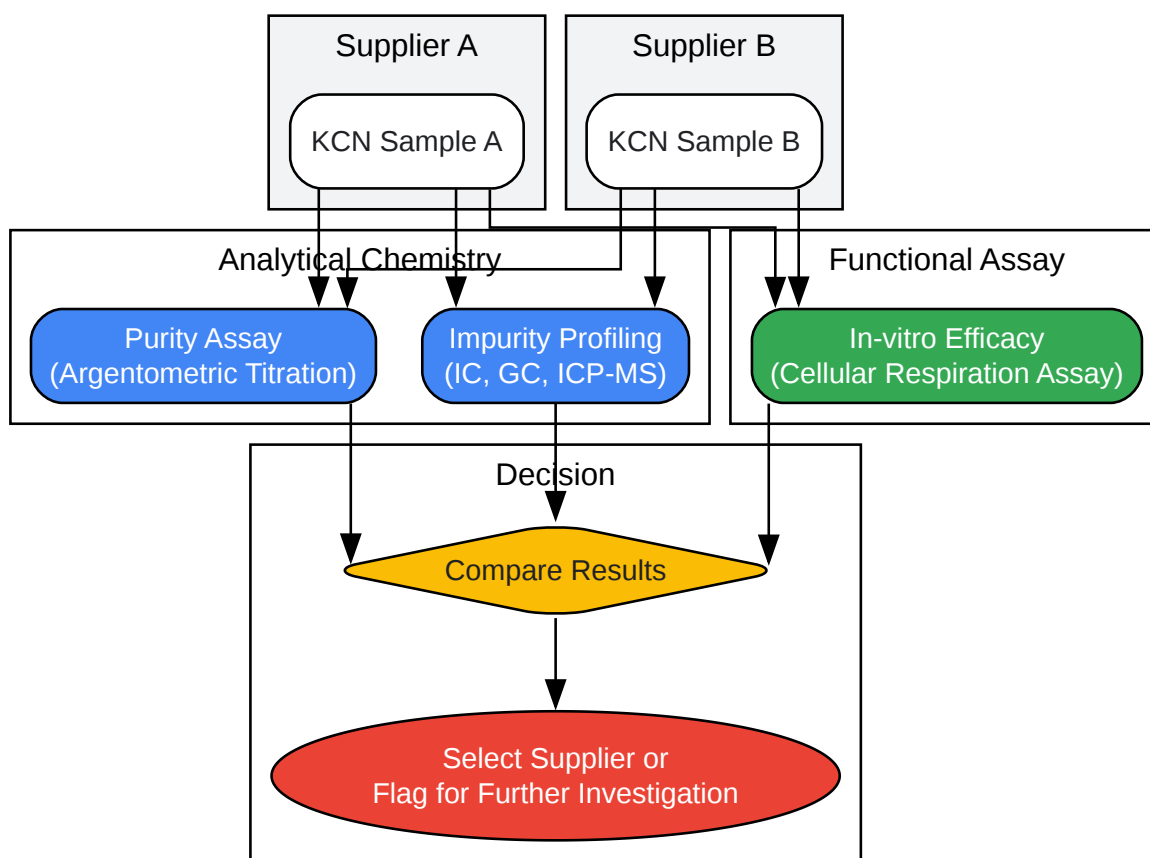 Supplier A
Supplier B
KCN Sample A
KCN Sample B
Analytical Chemistry
Functional Assay
Purity Assay
(Argentometric Titration)
Impurity Profiling
(IC, GC, ICP-MS)
In-vitro Efficacy
(Cellular Respiration Assay)
Decision
Compare Results
Select Supplier or
Flag for Further Investigation